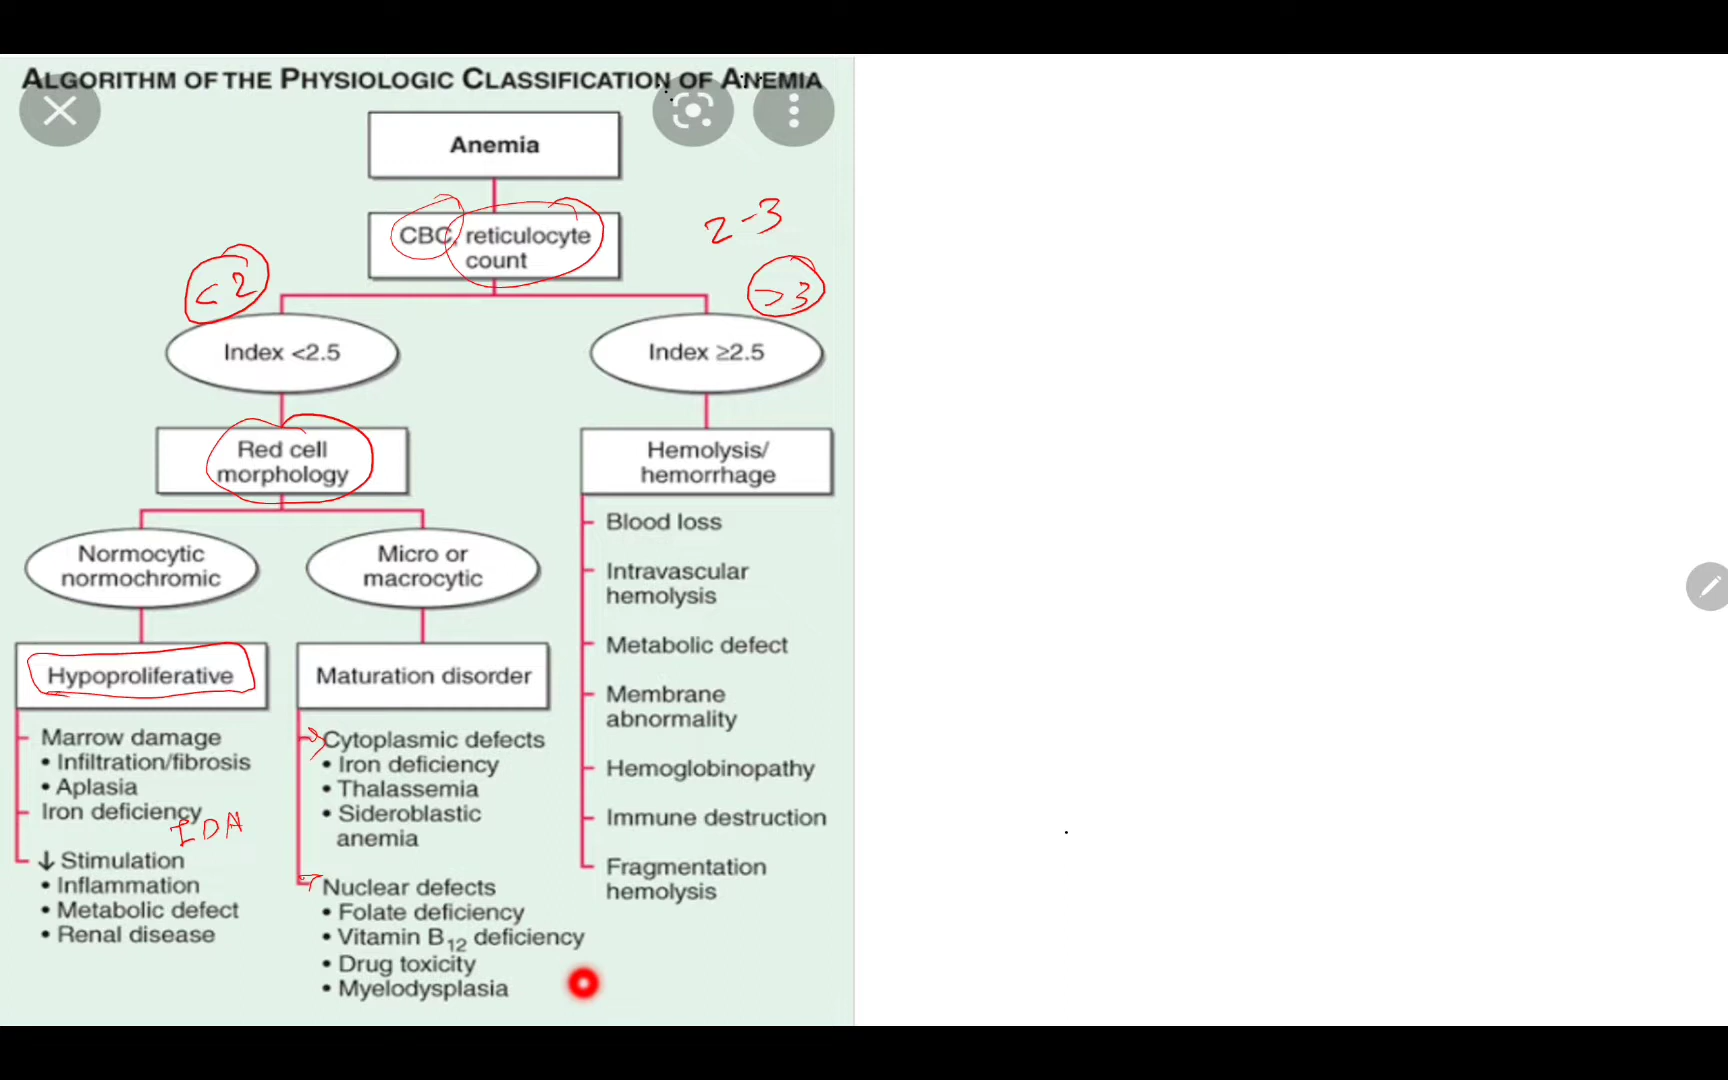 ALGORITHM OF THE PHYSIOLOGIC CLASSIFICATION OF ANEMIA
Anemia
CBC, reticulocyte
count
2-3
<2
>3
Index <2.5
Index ≥2.5
Red cell
morphology
Hemolysis/
hemorrhage
Blood loss
Intravascular
hemolysis
Metabolic defect
Membrane
abnormality
Hemoglobinopathy
Immune destruction
Fragmentation
hemolysis
Normocytic
normochromic
Micro or
macrocytic
Hypoproliferative
Marrow damage
• Infiltration/fibrosis
• Aplasia
Iron deficiency
IDA
↓ Stimulation
• Inflammation
• Metabolic defect
• Renal disease
Maturation disorder
Cytoplasmic defects
• Iron deficiency
• Thalassemia
• Sideroblastic
anemia
Nuclear defects
• Folate deficiency
• Vitamin B12 deficiency
• Drug toxicity
• Myelodysplasia